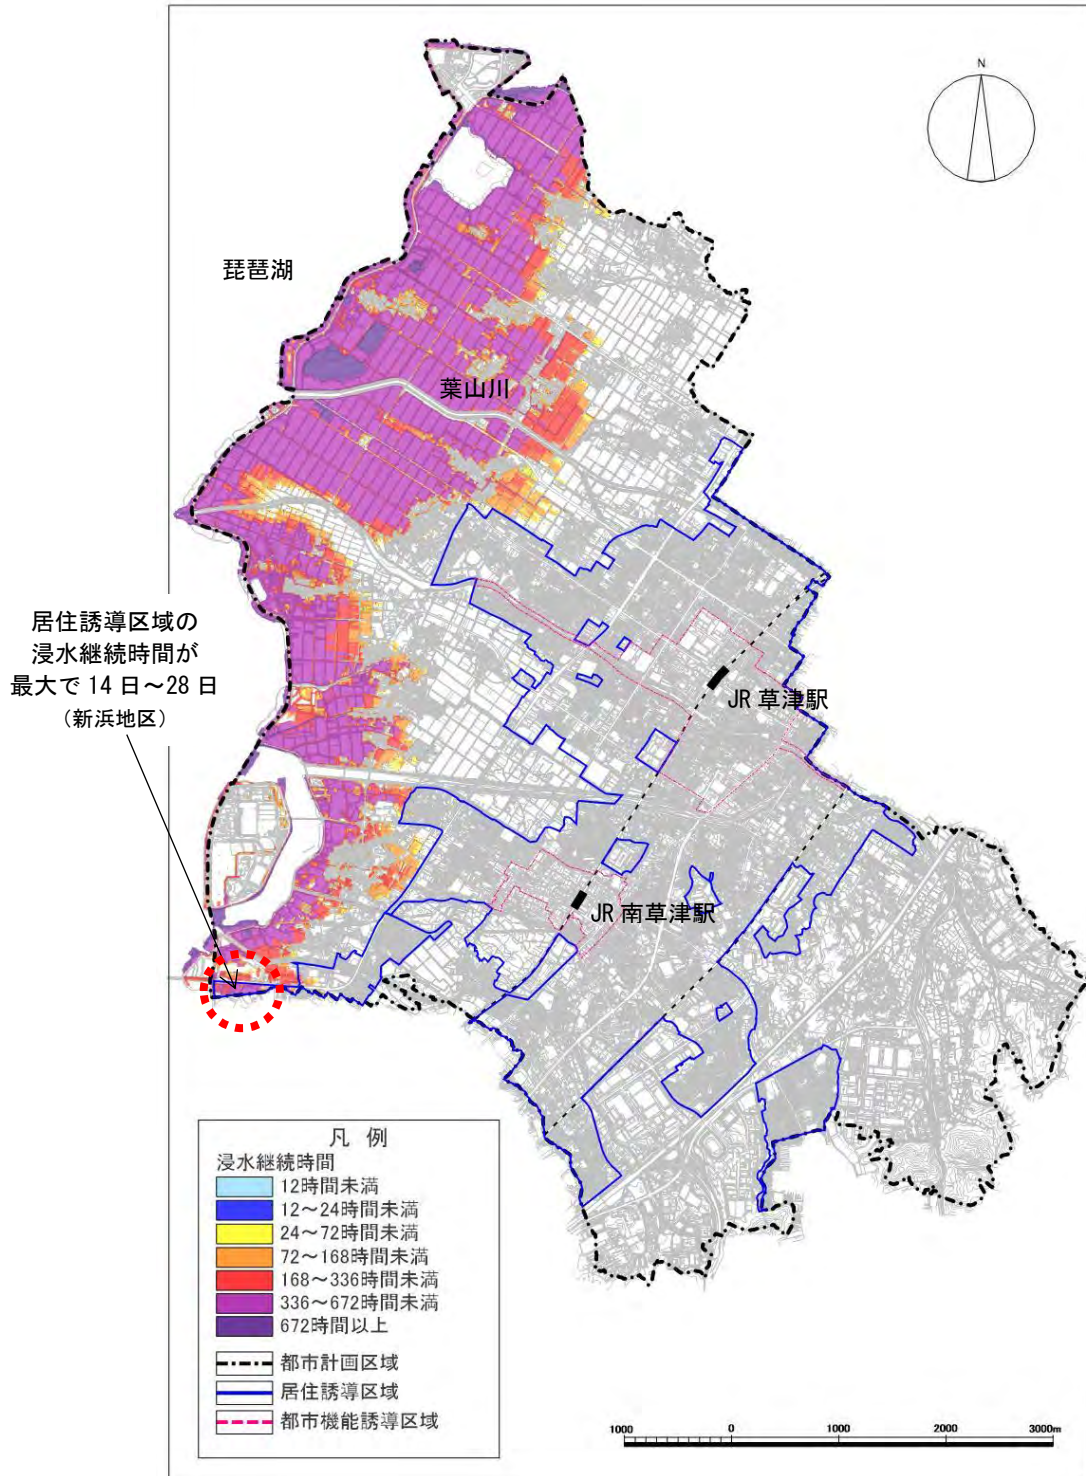 N
琵琶湖
葉山川
居住誘導区域の
浸水継続時間が
最大で 14 日～28 日
（新浜地区）
JR 草津駅
JR 南草津駅
凡 例
浸水継続時間
12時間未満
12～24時間未満
24～72時間未満
72～168時間未満
168～336時間未満
336～672時間未満
672時間以上
都市計画区域
居住誘導区域
都市機能誘導区域
1000 0 1000 2000 3000m